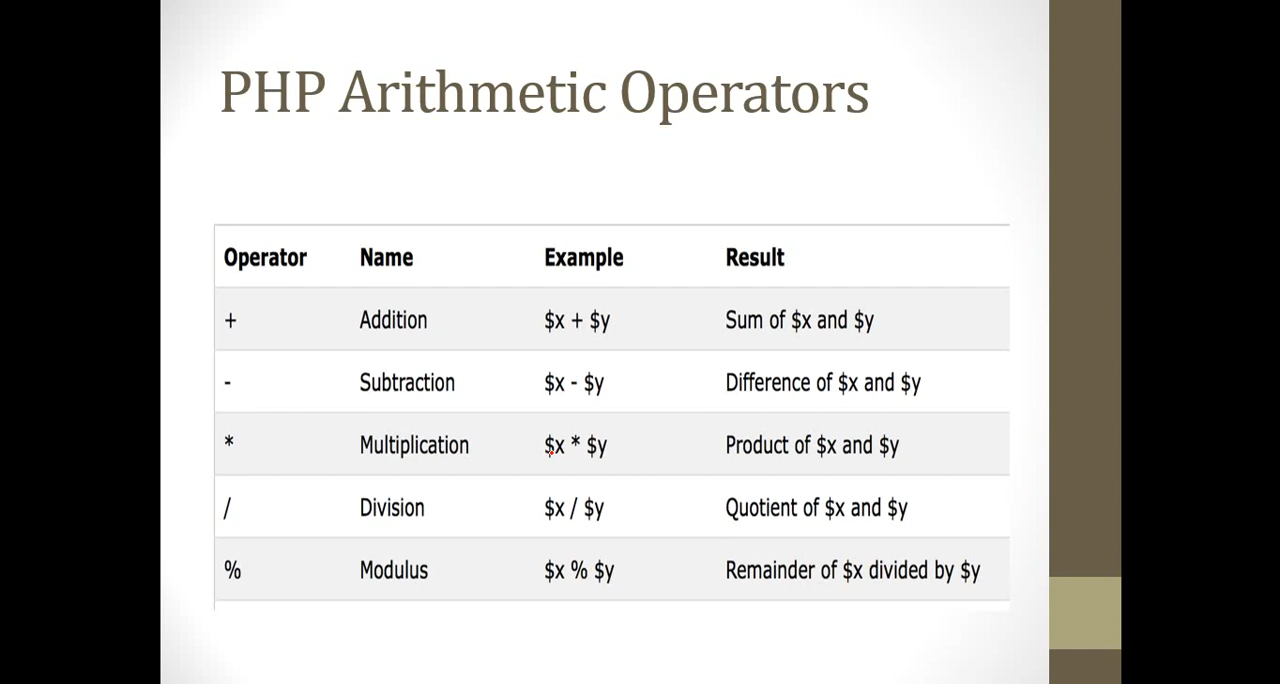 PHP Arithmetic Operators
Operator Name Example Result
+ Addition $x + $y Sum of $x and $y
- Subtraction $x - $y Difference of $x and $y
* Multiplication $x * $y Product of $x and $y
/ Division $x / $y Quotient of $x and $y
% Modulus $x % $y Remainder of $x divided by $y